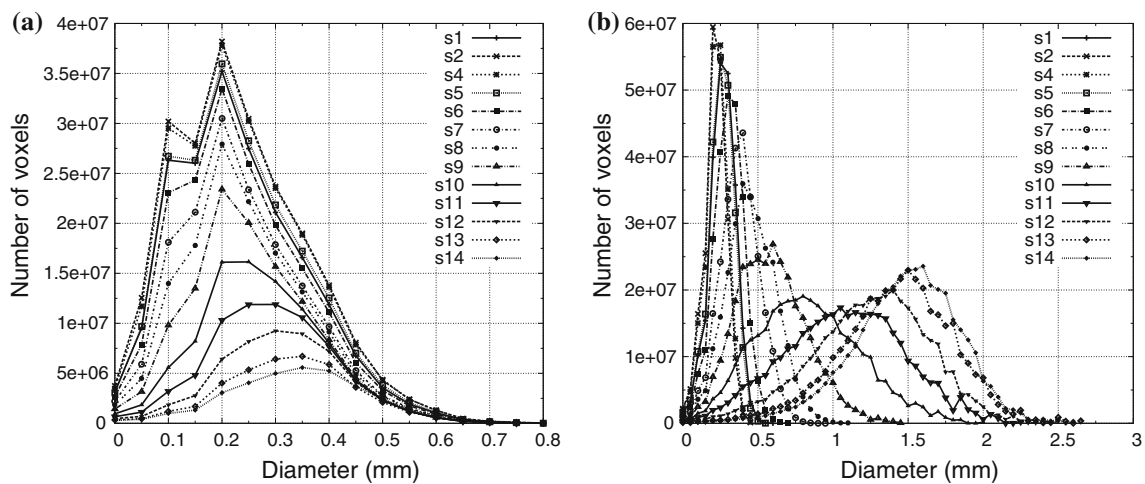 (a)
4e+07
3.5e+07
3e+07
2.5e+07
2e+07
1.5e+07
1e+07
5e+06
0
Number of voxels
0 0.1 0.2 0.3 0.4 0.5 0.6 0.7 0.8
Diameter (mm)
s1
s2
s4
s5
s6
s7
s8
s9
s10
s11
s12
s13
s14
(b)
6e+07
5e+07
4e+07
3e+07
2e+07
1e+07
0
Number of voxels
0 0.5 1 1.5 2 2.5 3
Diameter (mm)
s1
s2
s4
s5
s6
s7
s8
s9
s10
s11
s12
s13
s14